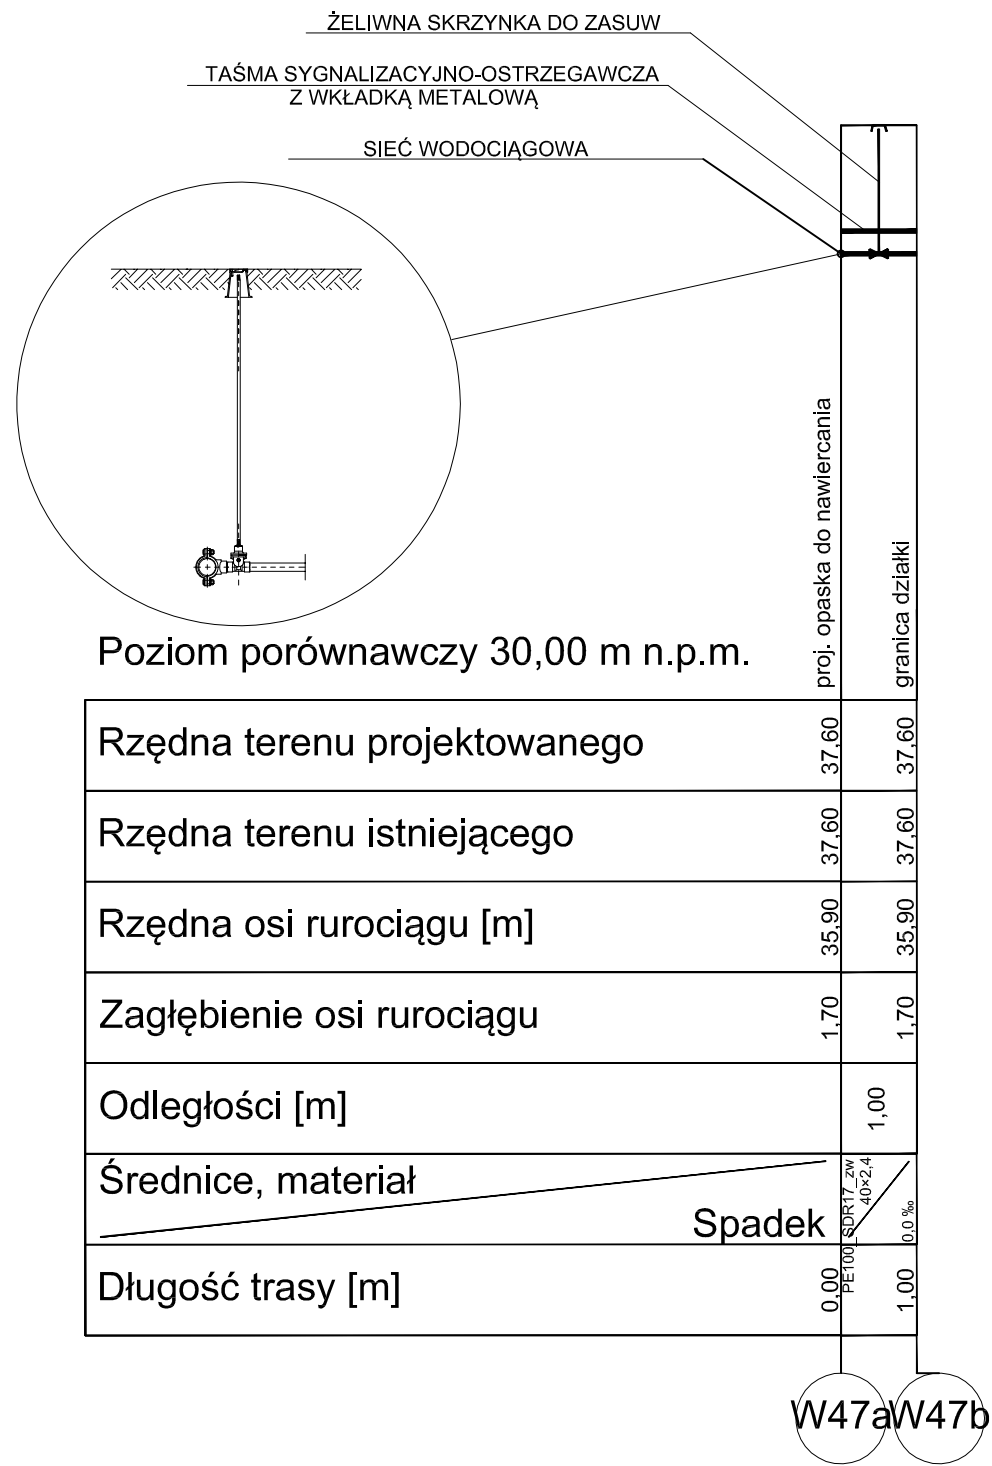 ŻELIWNA SKRZYNKA DO ZASUW
TAŚMA SYGNALIZACYJNO-OSTRZEGAWCZA
Z WKŁADKĄ METALOWĄ
SIEĆ WODOCIĄGOWA
proj. opaska do nawiercania
granica działki
Poziom porównawczy 30,00 m n.p.m.
Rzędna terenu projektowanego 37,60 37,60
Rzędna terenu istniejącego 37,60 37,60
Rzędna osi rurociągu [m] 35,90 35,90
Zagłębienie osi rurociągu 1,70 1,70
Odległości [m] 1,00
Średnice, materiał
Spadek
PE100_SDR17_zw
40×2,4
0,0 ‰
Długość trasy [m] 0,00 1,00
W47a W47b